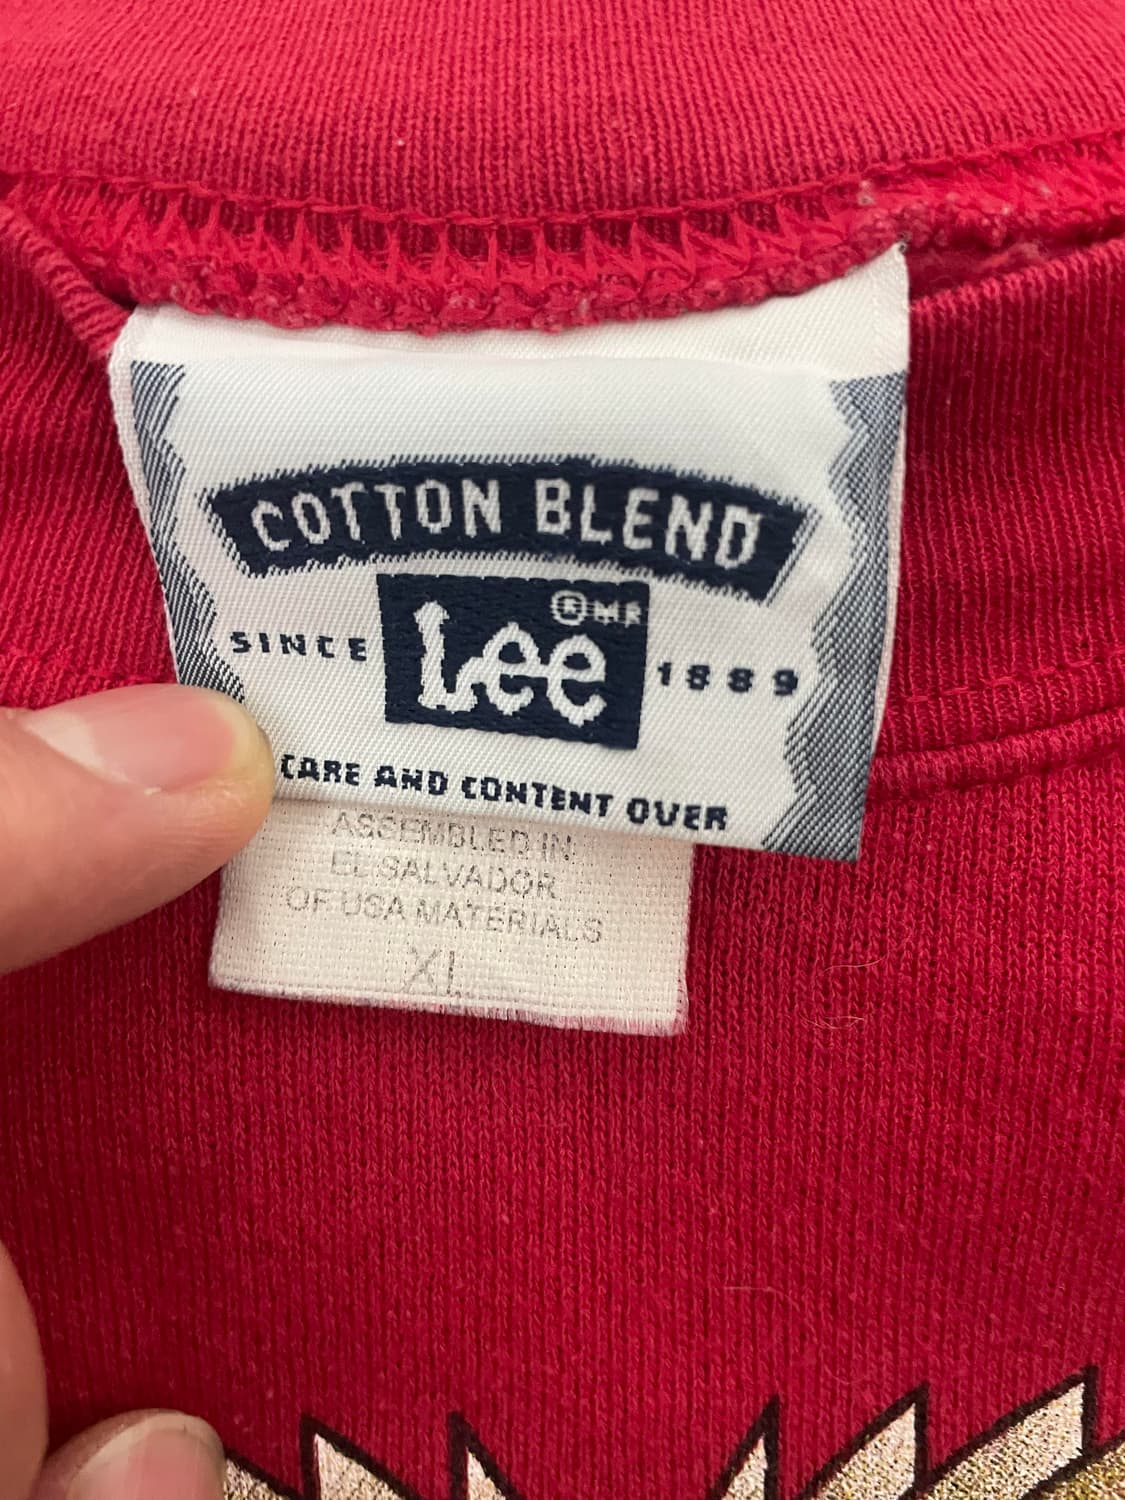 COTTON BLEND
®MR
Lee
SINCE 1889
CARE AND CONTENT OVER
ASSEMBLED IN
EL SALVADOR
OF USA MATERIALS
XL